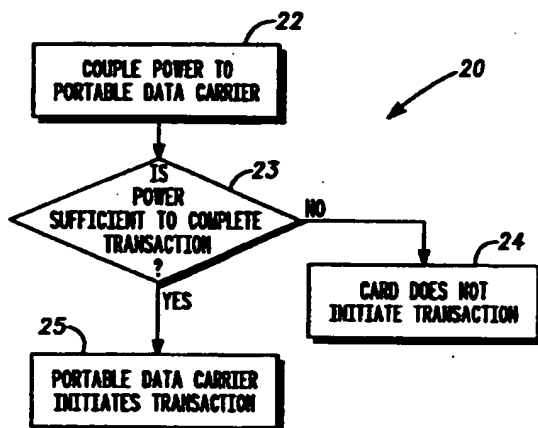 22
COUPLE POWER TO
PORTABLE DATA CARRIER
20
23
IS
POWER
SUFFICIENT TO COMPLETE
TRANSACTION
?
NO
YES
24
CARD DOES NOT
INITIATE TRANSACTION
25
PORTABLE DATA CARRIER
INITIATES TRANSACTION